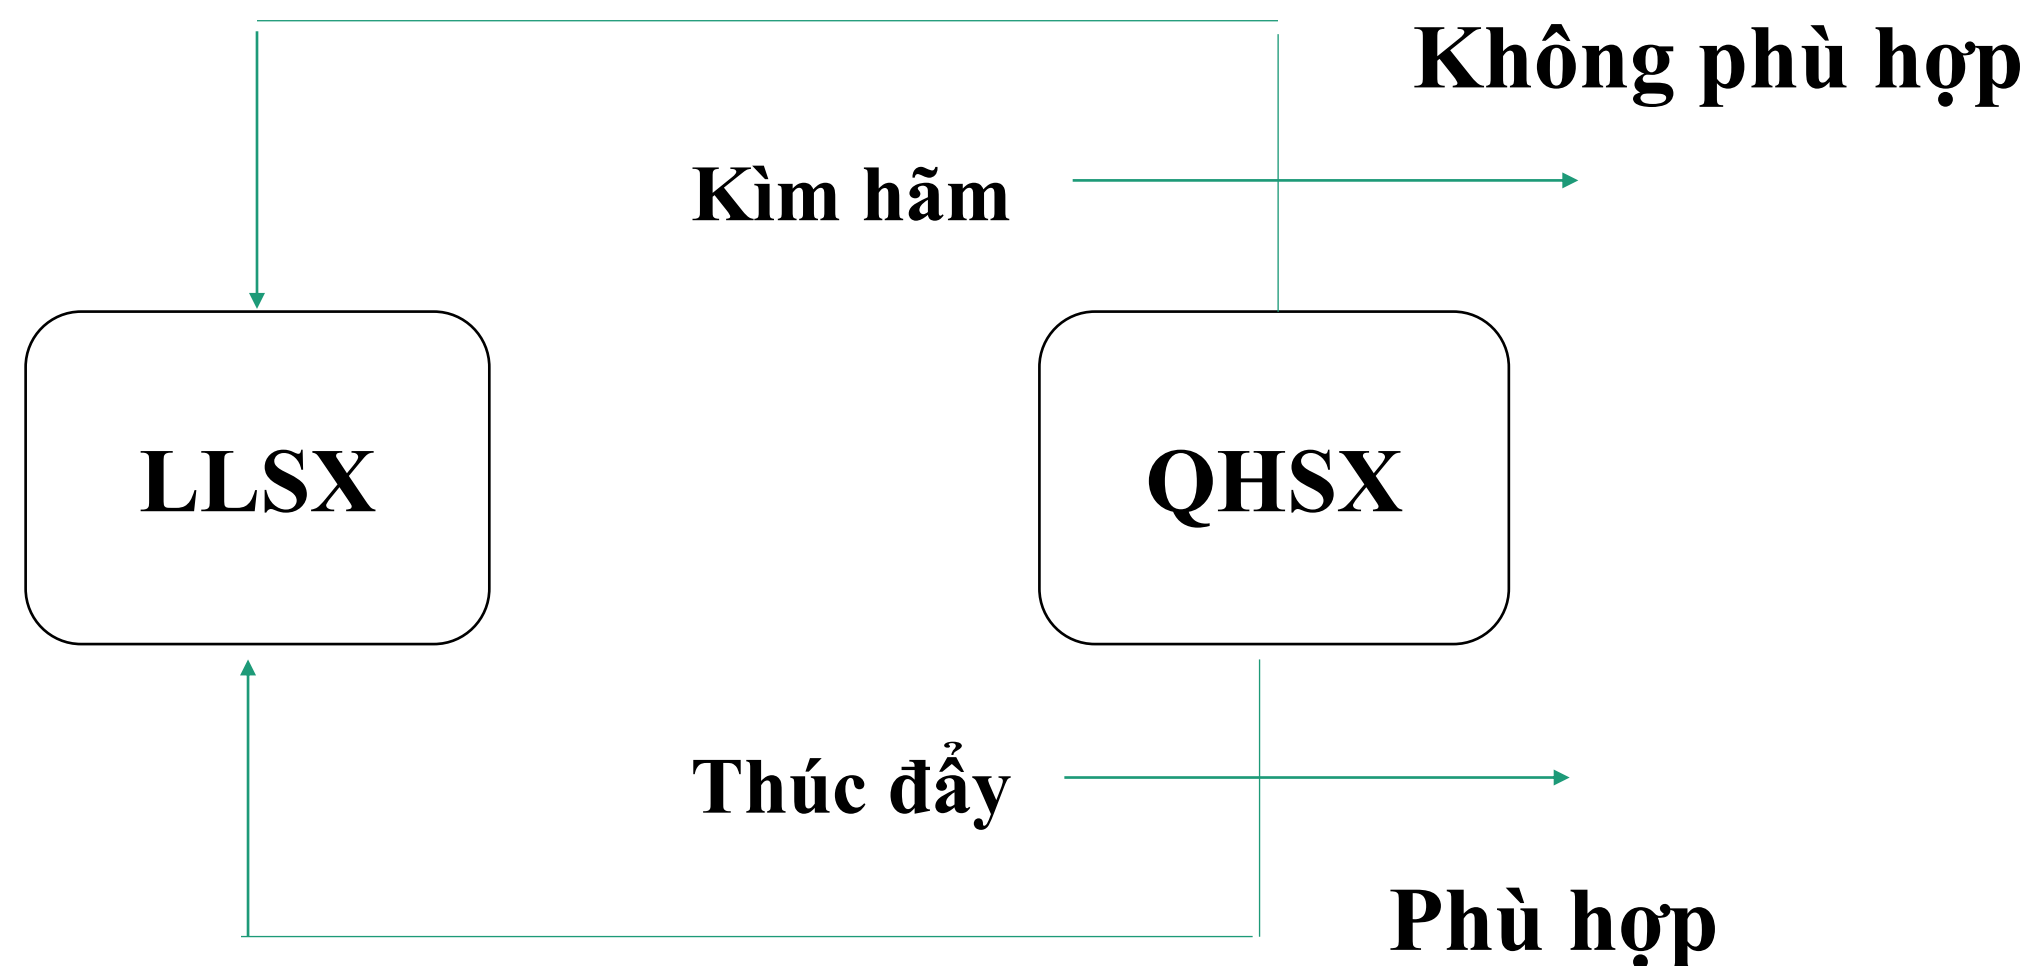 Không phù hợp
Kìm hãm
LLSX
QHSX
Thúc đẩy
Phù hợp